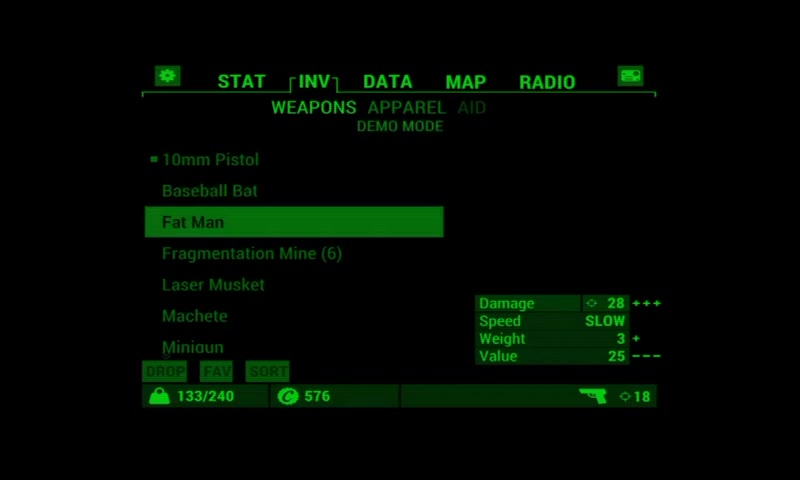 STAT INV DATA MAP RADIO
WEAPONS APPAREL AID
DEMO MODE
10mm Pistol
Baseball Bat
Fat Man
Fragmentation Mine (6)
Laser Musket
Machete
Minigun
Damage 28 +++
Speed SLOW
Weight 3 +
Value 25 ---
DROP FAV SORT
133/240 576 18